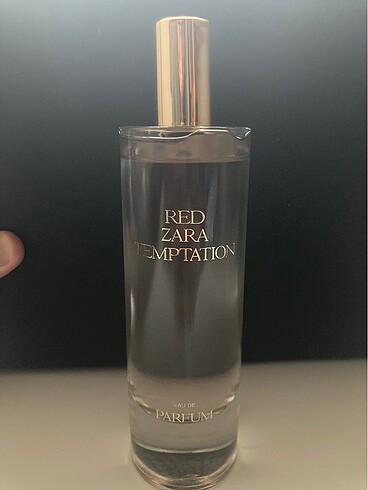 RED
ZARA
TEMPTATION
EAU DE
PARFUM